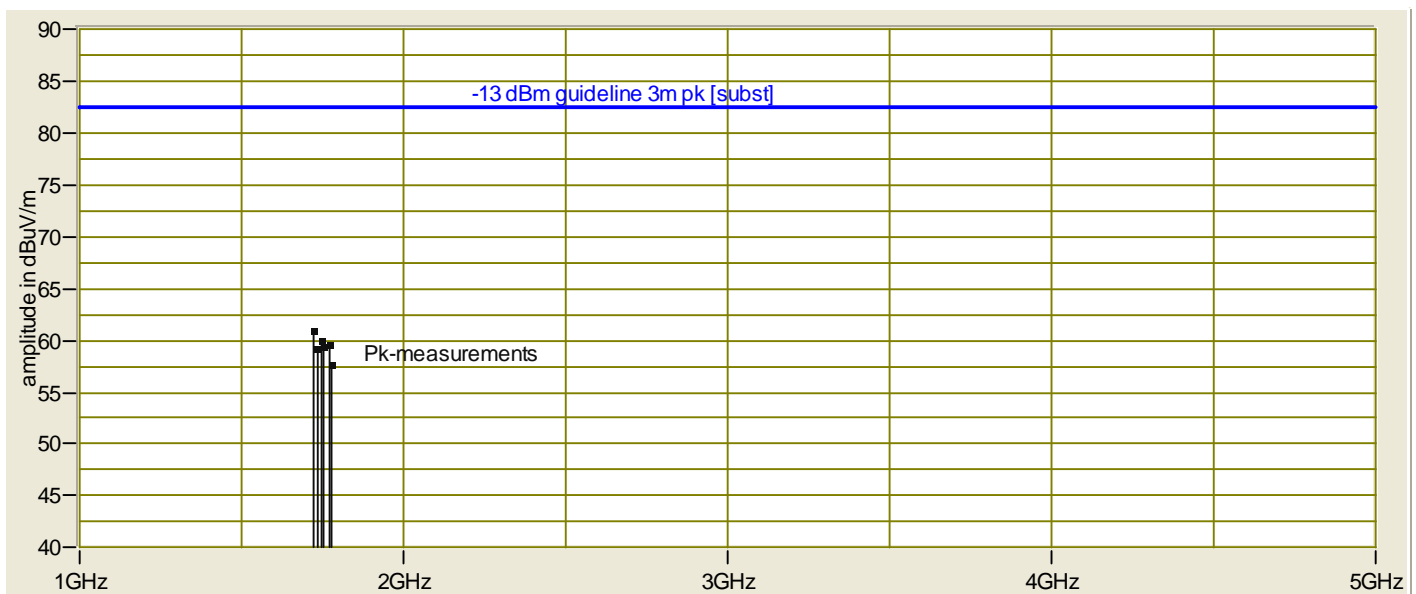 90
85
80
75
70
65
60
55
50
45
40
amplitude in dBuV/m
-13 dBm guideline 3m pk [subst]
Pk-measurements
1GHz 2GHz 3GHz 4GHz 5GHz